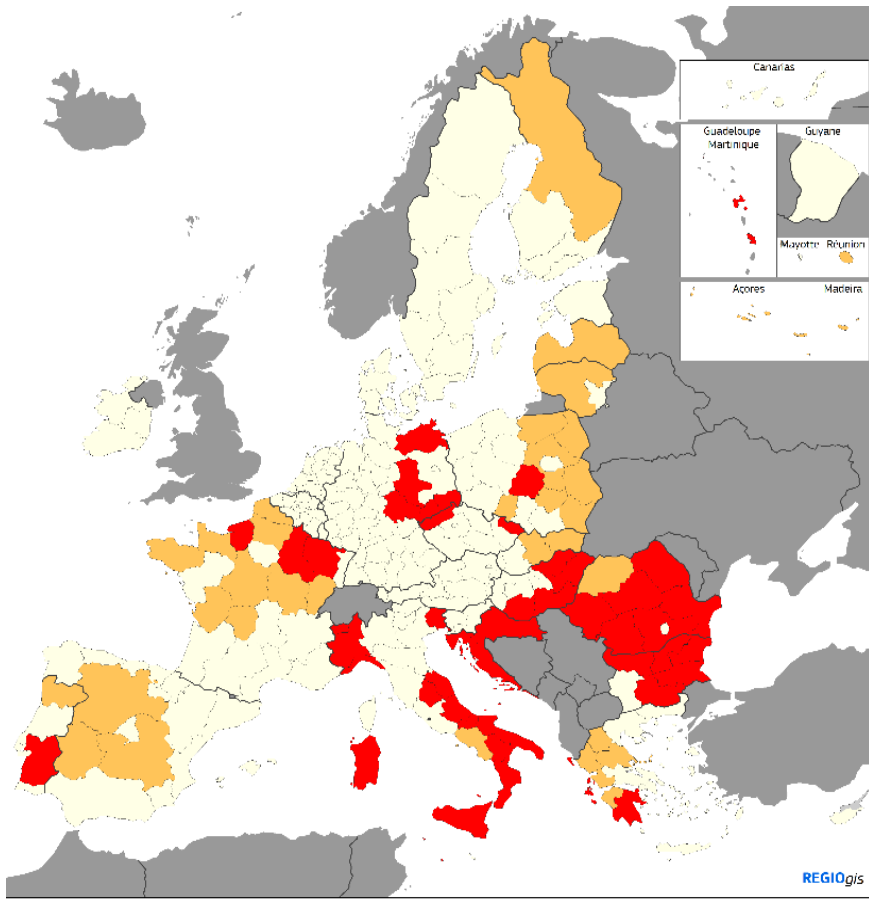 Canarias
Guadeloupe
Martinique
Guyane
Mayotte
Réunion
Açores
Madeira
REGIOgis